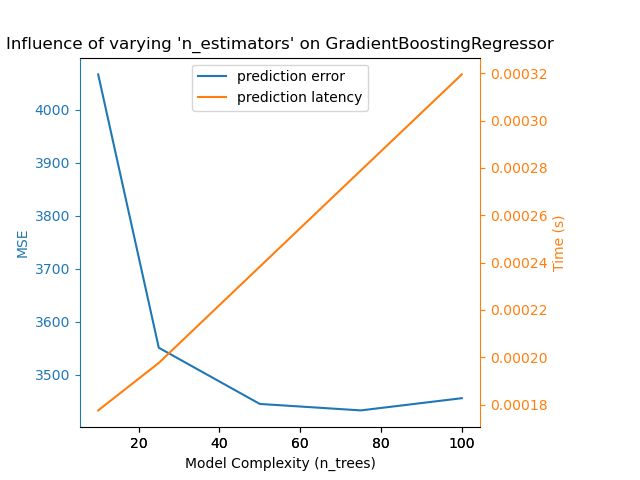 Influence of varying 'n_estimators' on GradientBoostingRegressor
prediction error
prediction latency
4000
3900
3800
3700
3600
3500
MSE
0.00032
0.00030
0.00028
0.00026
0.00024
0.00022
0.00020
0.00018
Time (s)
20 40 60 80 100
Model Complexity (n_trees)